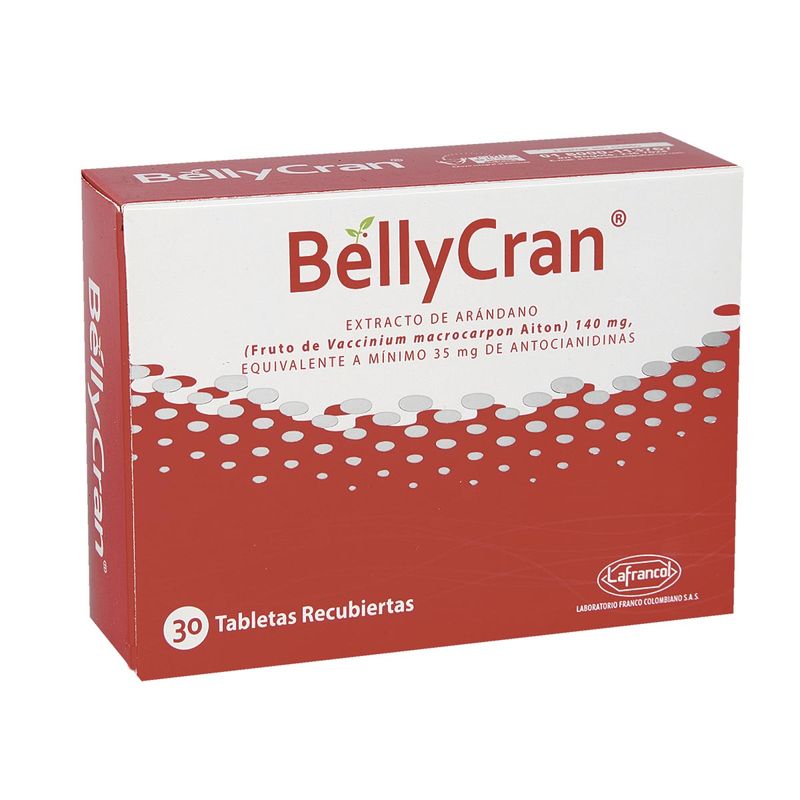 BellyCran®
BellyCran®
EXTRACTO DE ARÁNDANO
(Fruto de Vaccinium macrocarpon Aiton) 140 mg,
EQUIVALENTE A MÍNIMO 35 mg DE ANTOCIANIDINAS
BellyCran®
Lafrancol
LABORATORIO FRANCO COLOMBIANO S.A.S.
30 Tabletas Recubiertas